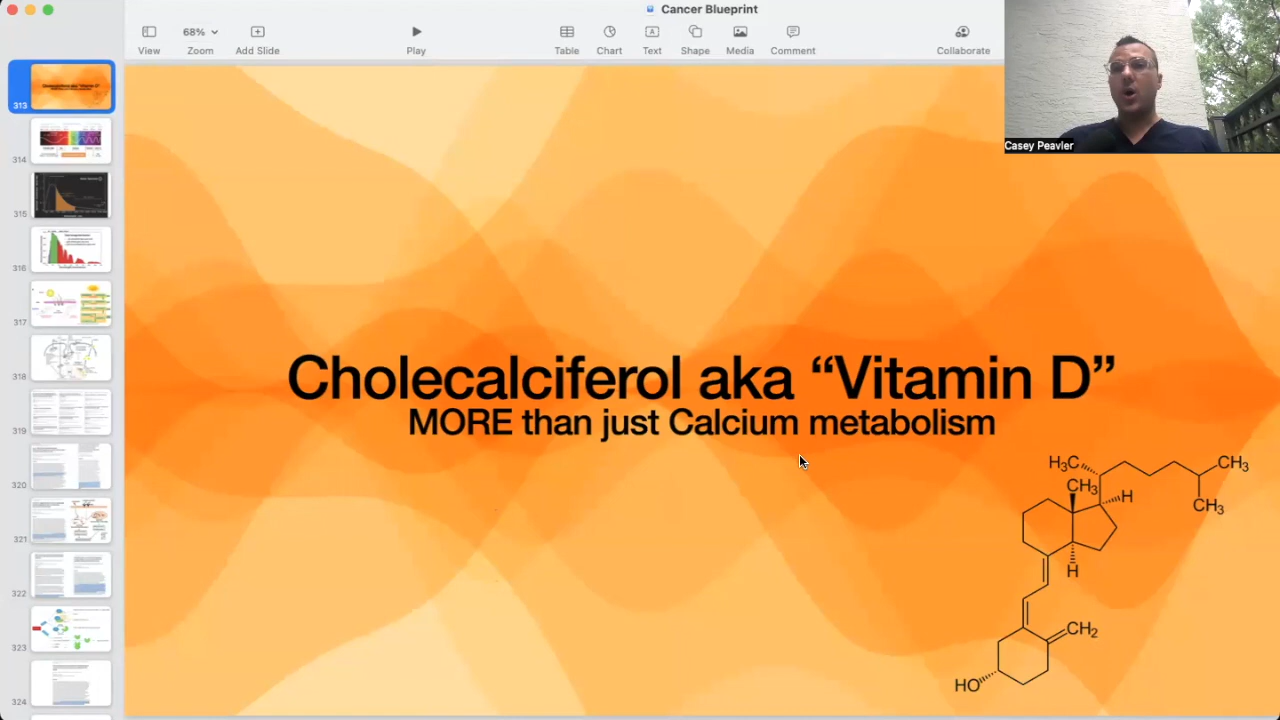 Cancer Blueprint
68%
View
Zoom
Add Slide
Play
Table
Chart
Text
Shape
Media
Comment
Collaborate
Casey Peavler
313
314
315
316
317
318
319
320
321
322
323
324
Cholecalciferol aka “Vitamin D”
MORE than just Calcium metabolism
H₃C
CH₃
CH₃
H
CH₃
H
CH₂
HO